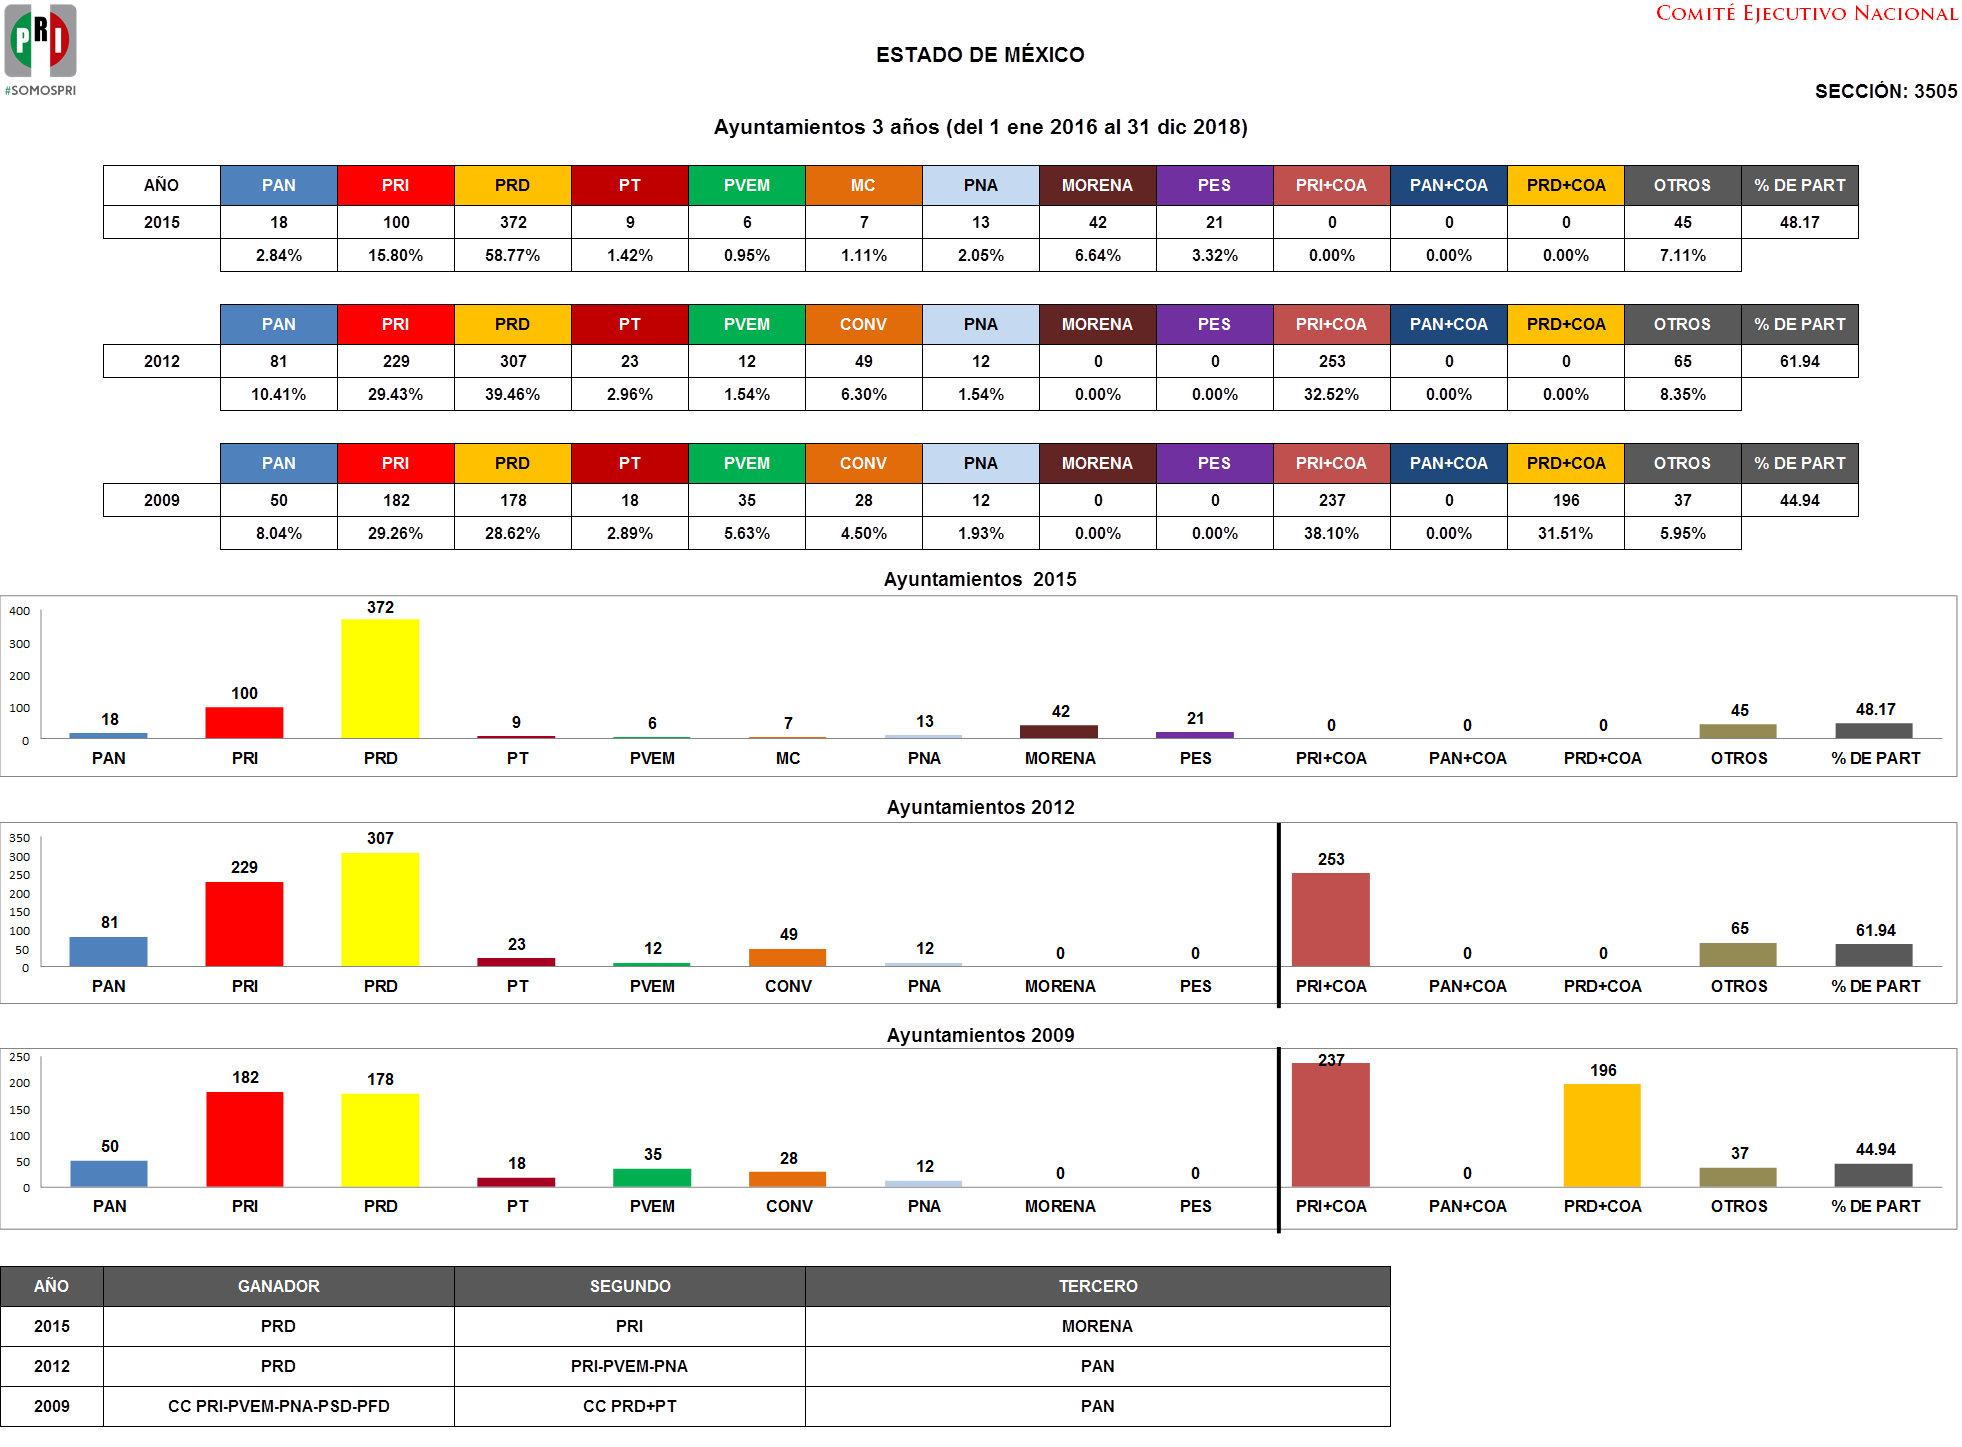 PRI
#SOMOSPRI
COMITÉ EJECUTIVO NACIONAL
ESTADO DE MÉXICO
SECCIÓN: 3505
Ayuntamientos 3 años (del 1 ene 2016 al 31 dic 2018)
AÑO PAN PRI PRD PT PVEM MC PNA MORENA PES PRI+COA PAN+COA PRD+COA OTROS % DE PART
2015 18 100 372 9 6 7 13 42 21 0 0 0 45 48.17
2.84% 15.80% 58.77% 1.42% 0.95% 1.11% 2.05% 6.64% 3.32% 0.00% 0.00% 0.00% 7.11%
PAN PRI PRD PT PVEM CONV PNA MORENA PES PRI+COA PAN+COA PRD+COA OTROS % DE PART
2012 81 229 307 23 12 49 12 0 0 253 0 0 65 61.94
10.41% 29.43% 39.46% 2.96% 1.54% 6.30% 1.54% 0.00% 0.00% 32.52% 0.00% 0.00% 8.35%
PAN PRI PRD PT PVEM CONV PNA MORENA PES PRI+COA PAN+COA PRD+COA OTROS % DE PART
2009 50 182 178 18 35 28 12 0 0 237 0 196 37 44.94
8.04% 29.26% 28.62% 2.89% 5.63% 4.50% 1.93% 0.00% 0.00% 38.10% 0.00% 31.51% 5.95%
Ayuntamientos 2015
400
300
200
100
0
18 100 372 9 6 7 13 42 21 0 0 0 45 48.17
PAN PRI PRD PT PVEM MC PNA MORENA PES PRI+COA PAN+COA PRD+COA OTROS % DE PART
Ayuntamientos 2012
350
300
250
200
150
100
50
0
81 229 307 23 12 49 12 0 0 253 0 0 65 61.94
PAN PRI PRD PT PVEM CONV PNA MORENA PES PRI+COA PAN+COA PRD+COA OTROS % DE PART
Ayuntamientos 2009
250
200
150
100
50
0
50 182 178 18 35 28 12 0 0 237 0 196 37 44.94
PAN PRI PRD PT PVEM CONV PNA MORENA PES PRI+COA PAN+COA PRD+COA OTROS % DE PART
AÑO GANADOR SEGUNDO TERCERO
2015 PRD PRI MORENA
2012 PRD PRI-PVEM-PNA PAN
2009 CC PRI-PVEM-PNA-PSD-PFD CC PRD+PT PAN